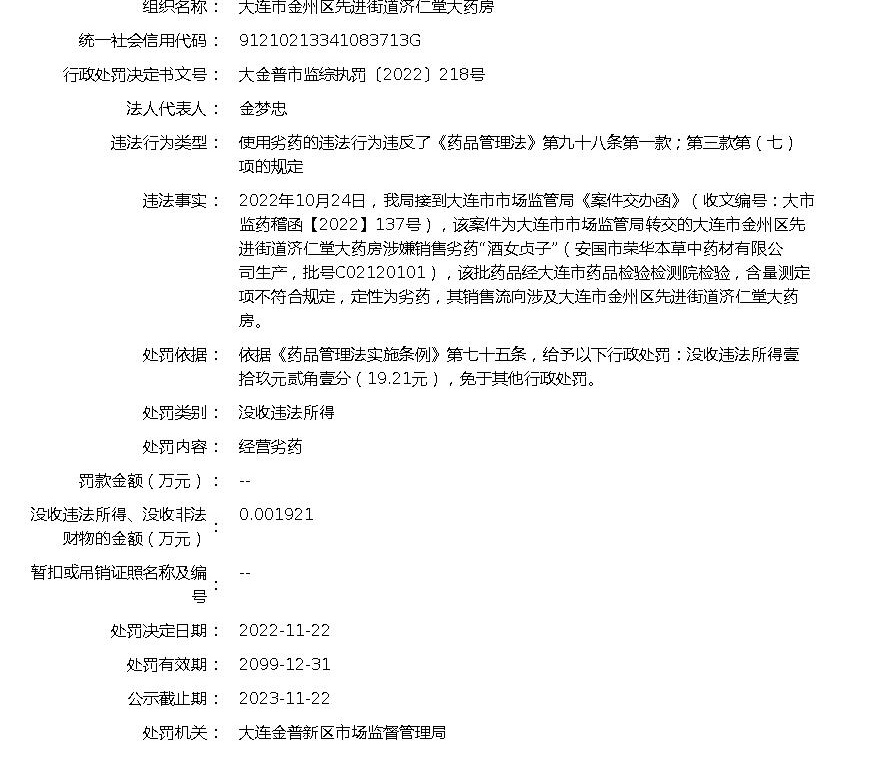 组织名称： 大连市金州区先进街道济仁堂大药房
统一社会信用代码： 91210213341083713G
行政处罚决定书文号： 大金普市监综执罚〔2022〕218号
法人代表人： 金梦忠
违法行为类型： 使用劣药的违法行为违反了《药品管理法》第九十八条第一款；第三款第（七）
项的规定
违法事实： 2022年10月24日，我局接到大连市市场监管局《案件交办函》（收文编号：大市
监药稽函【2022】137号），该案件为大连市市场监管局转交的大连市金州区先
进街道济仁堂大药房涉嫌销售劣药“酒女贞子”（安国市荣华本草中药材有限公
司生产，批号C02120101），该批药品经大连市药品检验检测院检验，含量测定
项不符合规定，定性为劣药，其销售流向涉及大连市金州区先进街道济仁堂大药
房。
处罚依据： 依据《药品管理法实施条例》第七十五条，给予以下行政处罚：没收违法所得壹
拾玖元贰角壹分（19.21元），免于其他行政处罚。
处罚类别： 没收违法所得
处罚内容： 经营劣药
罚款金额（万元）： --
没收违法所得、没收非法
财物的金额（万元）： 0.001921
暂扣或吊销证照名称及编
号： --
处罚决定日期： 2022-11-22
处罚有效期： 2099-12-31
公示截止期： 2023-11-22
处罚机关： 大连金普新区市场监督管理局